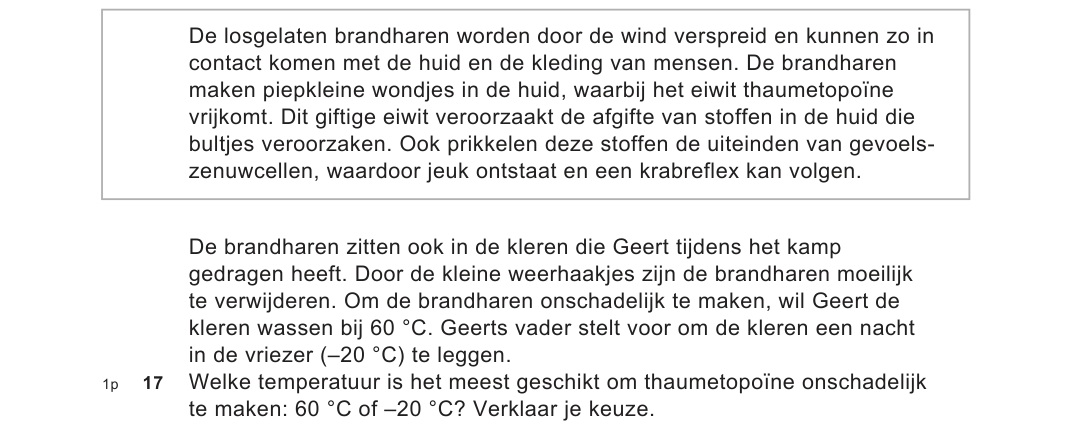 De losgelaten brandharen worden door de wind verspreid en kunnen zo in
contact komen met de huid en de kleding van mensen. De brandharen
maken piepkleine wondjes in de huid, waarbij het eiwit thaumetopoïne
vrijkomt. Dit giftige eiwit veroorzaakt de afgifte van stoffen in de huid die
bultjes veroorzaken. Ook prikkelen deze stoffen de uiteinden van gevoels-
zenuwcellen, waardoor jeuk ontstaat en een krabreflex kan volgen.
De brandharen zitten ook in de kleren die Geert tijdens het kamp
gedragen heeft. Door de kleine weerhaakjes zijn de brandharen moeilijk
te verwijderen. Om de brandharen onschadelijk te maken, wil Geert de
kleren wassen bij 60 °C. Geerts vader stelt voor om de kleren een nacht
in de vriezer (–20 °C) te leggen.
1p 17 Welke temperatuur is het meest geschikt om thaumetopoïne onschadelijk
te maken: 60 °C of –20 °C? Verklaar je keuze.